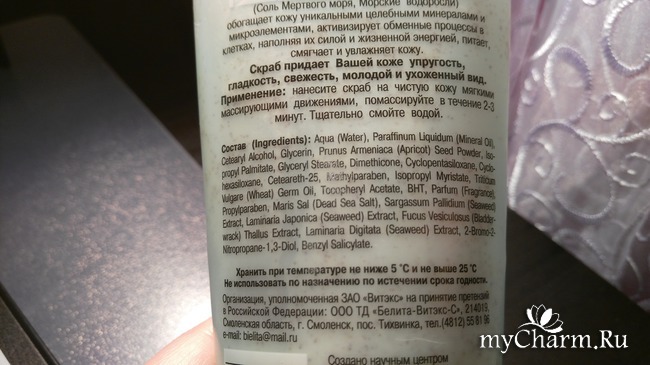 (Соль Мертвого моря, Морские водоросли)
обогащает кожу уникальными целебными минералами и
микроэлементами, активизирует обменные процессы в
клетках, наполняя их силой и жизненной энергией, питает,
смягчает и увлажняет кожу.
Скраб придает Вашей коже упругость,
гладкость, свежесть, молодой и ухоженный вид.
Применение: нанесите скраб на чистую кожу мягкими
массирующими движениями, помассируйте в течение 2-3
минут. Тщательно смойте водой.
Состав (Ingredients): Aqua (Water), Paraffinum Liquidum (Mineral Oil),
Cetearyl Alcohol, Glycerin, Prunus Armeniaca (Apricot) Seed Powder, Iso-
propyl Palmitate, Glyceryl Stearate, Dimethicone, Cyclopentasiloxane, Cyclo-
hexasiloxane, Ceteareth-25, Methylparaben, Isopropyl Myristate, Triticum
Vulgare (Wheat) Germ Oil, Tocopheryl Acetate, BHT, Parfum (Fragrance),
Propylparaben, Maris Sal (Dead Sea Salt), Sargassum Pallidium (Seaweed)
Extract, Laminaria Japonica (Seaweed) Extract, Fucus Vesiculosus (Bladder-
wrack) Thallus Extract, Laminaria Digitata (Seaweed) Extract, 2-Bromo-2-
Nitropropane-1,3-Diol, Benzyl Salicylate.
Хранить при температуре не ниже 5 °С и не выше 25 °С
Не использовать по назначению по истечении срока годности.
Организация, уполномоченная ЗАО «Витэкс» на принятие претензий
в Российской Федерации: ООО ТД «Белита-Витэкс-С», 214019,
Смоленская область, г. Смоленск, пос. Тихвинка, тел.(4812) 55 81 96
e-mail: bielita@mail.ru
Создано научным центром
myCharm.Ru